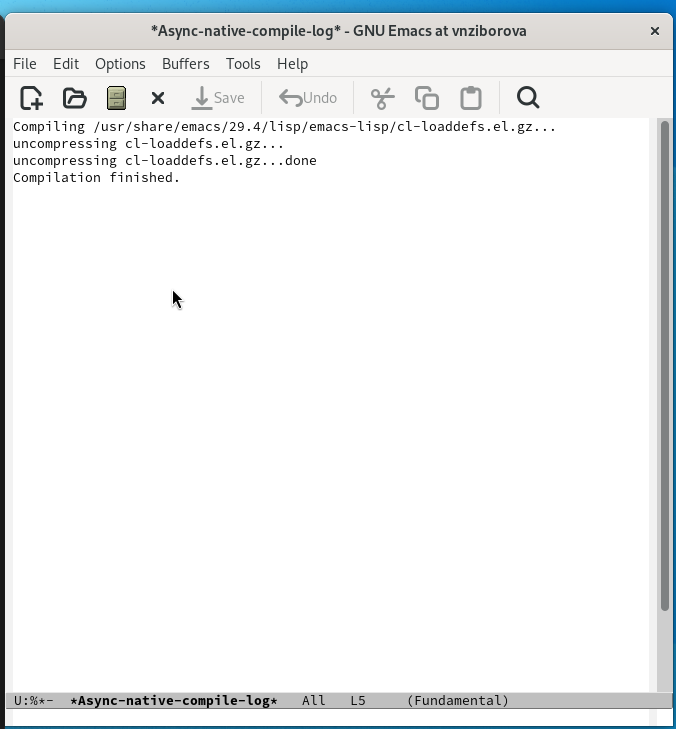 *Async-native-compile-log* - GNU Emacs at vnziborova
File Edit Options Buffers Tools Help
Save Undo
Compiling /usr/share/emacs/29.4/lisp/emacs-lisp/cl-loaddefs.el.gz...
uncompressing cl-loaddefs.el.gz...
uncompressing cl-loaddefs.el.gz...done
Compilation finished.
U:%*- *Async-native-compile-log* All L5 (Fundamental)